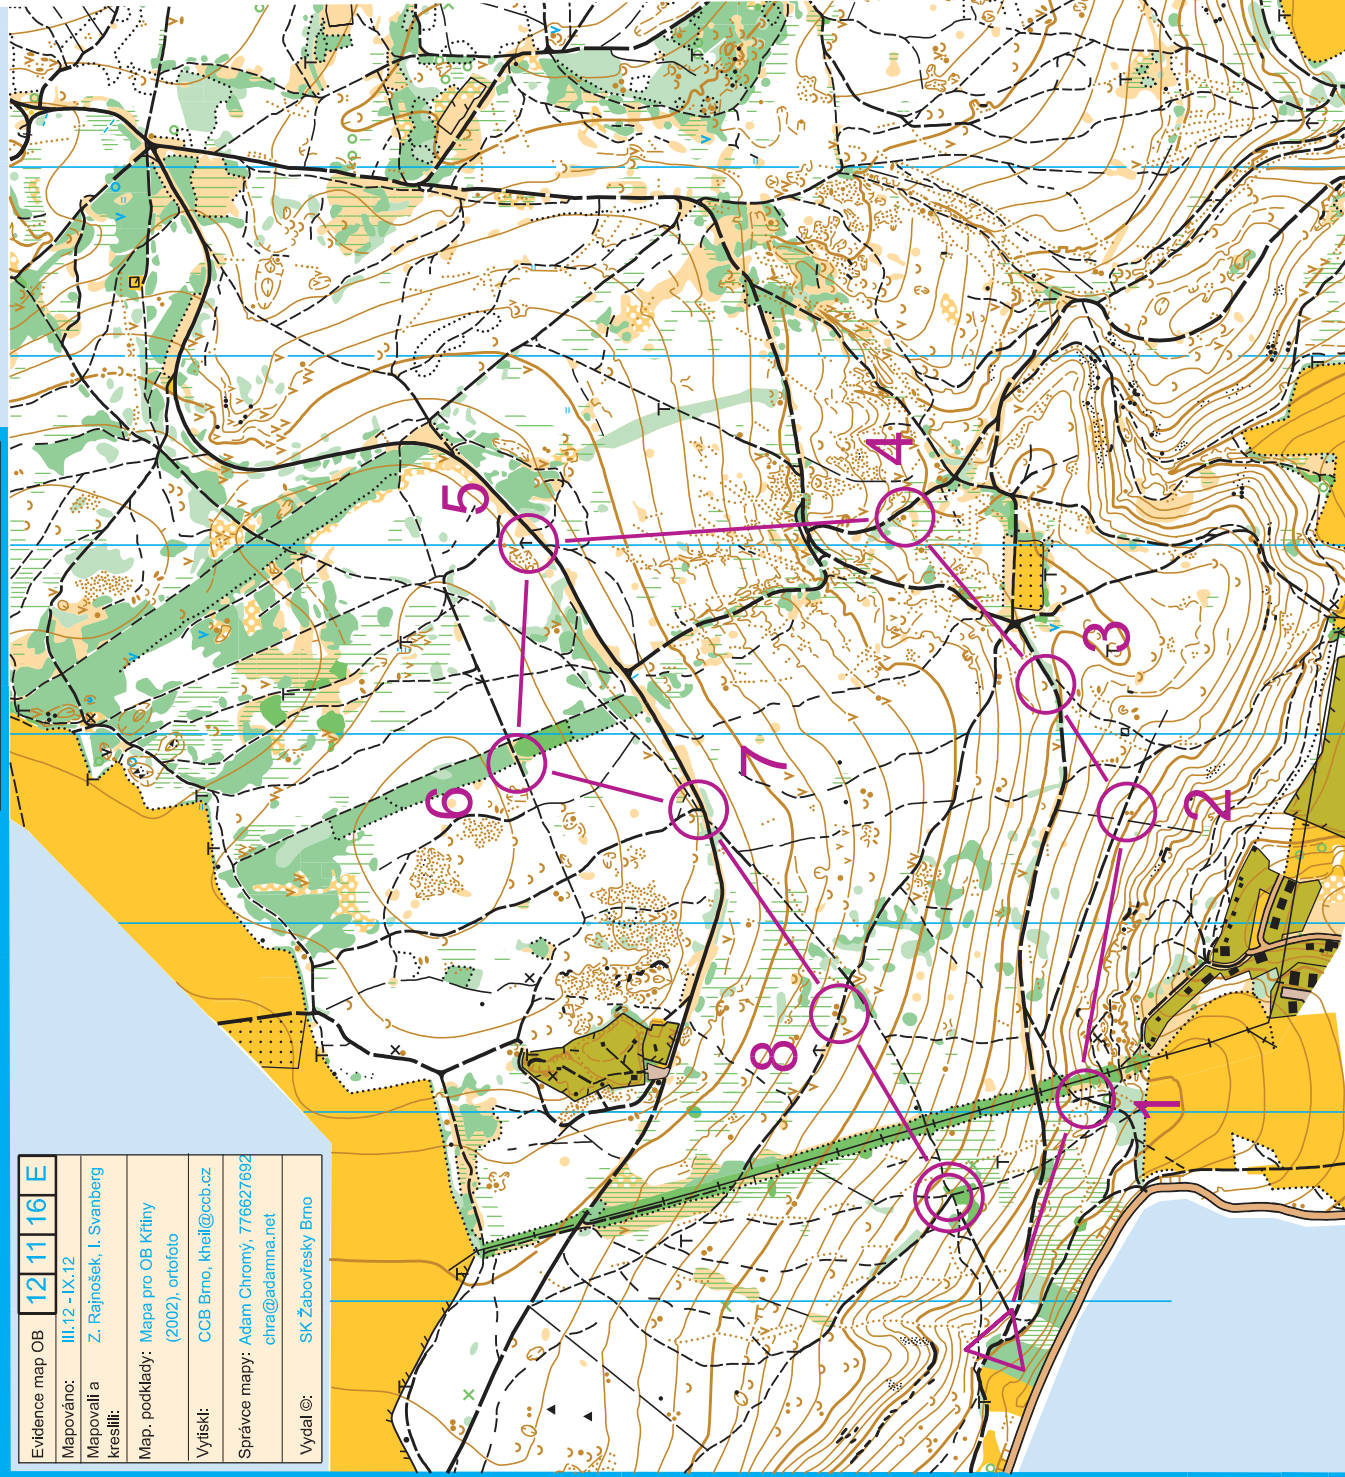 Evidence map OB 12 11 16 E
Mapováno: III.12 - IX.12
Mapovali a Z. Rajnošek, I. Svanberg
kreslili:
Map. podklady: Mapa pro OB Křtiny
(2002), ortofoto
Vytiskl: CCB Brno, kheil@ccb.cz
Správce mapy: Adam Chromý, 776627692
chra@adamna.net
Vydal ©: SK Žabovřesky Brno
5
4
3
6
7
2
8
1